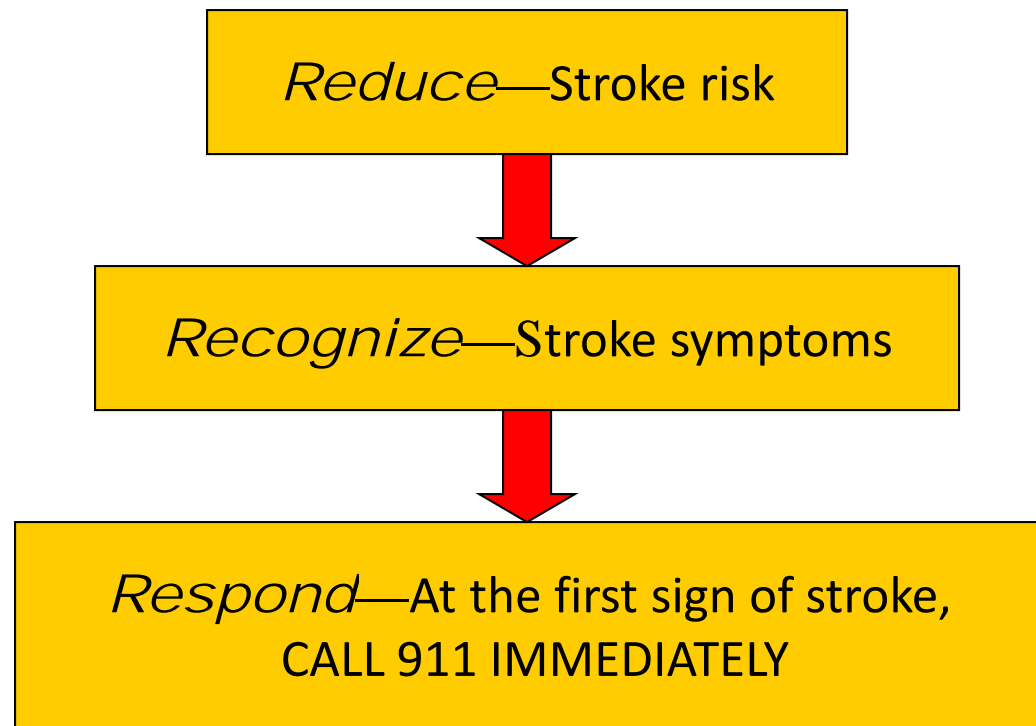 Reduce—Stroke risk
Recognize—Stroke symptoms
Respond—At the first sign of stroke,
CALL 911 IMMEDIATELY